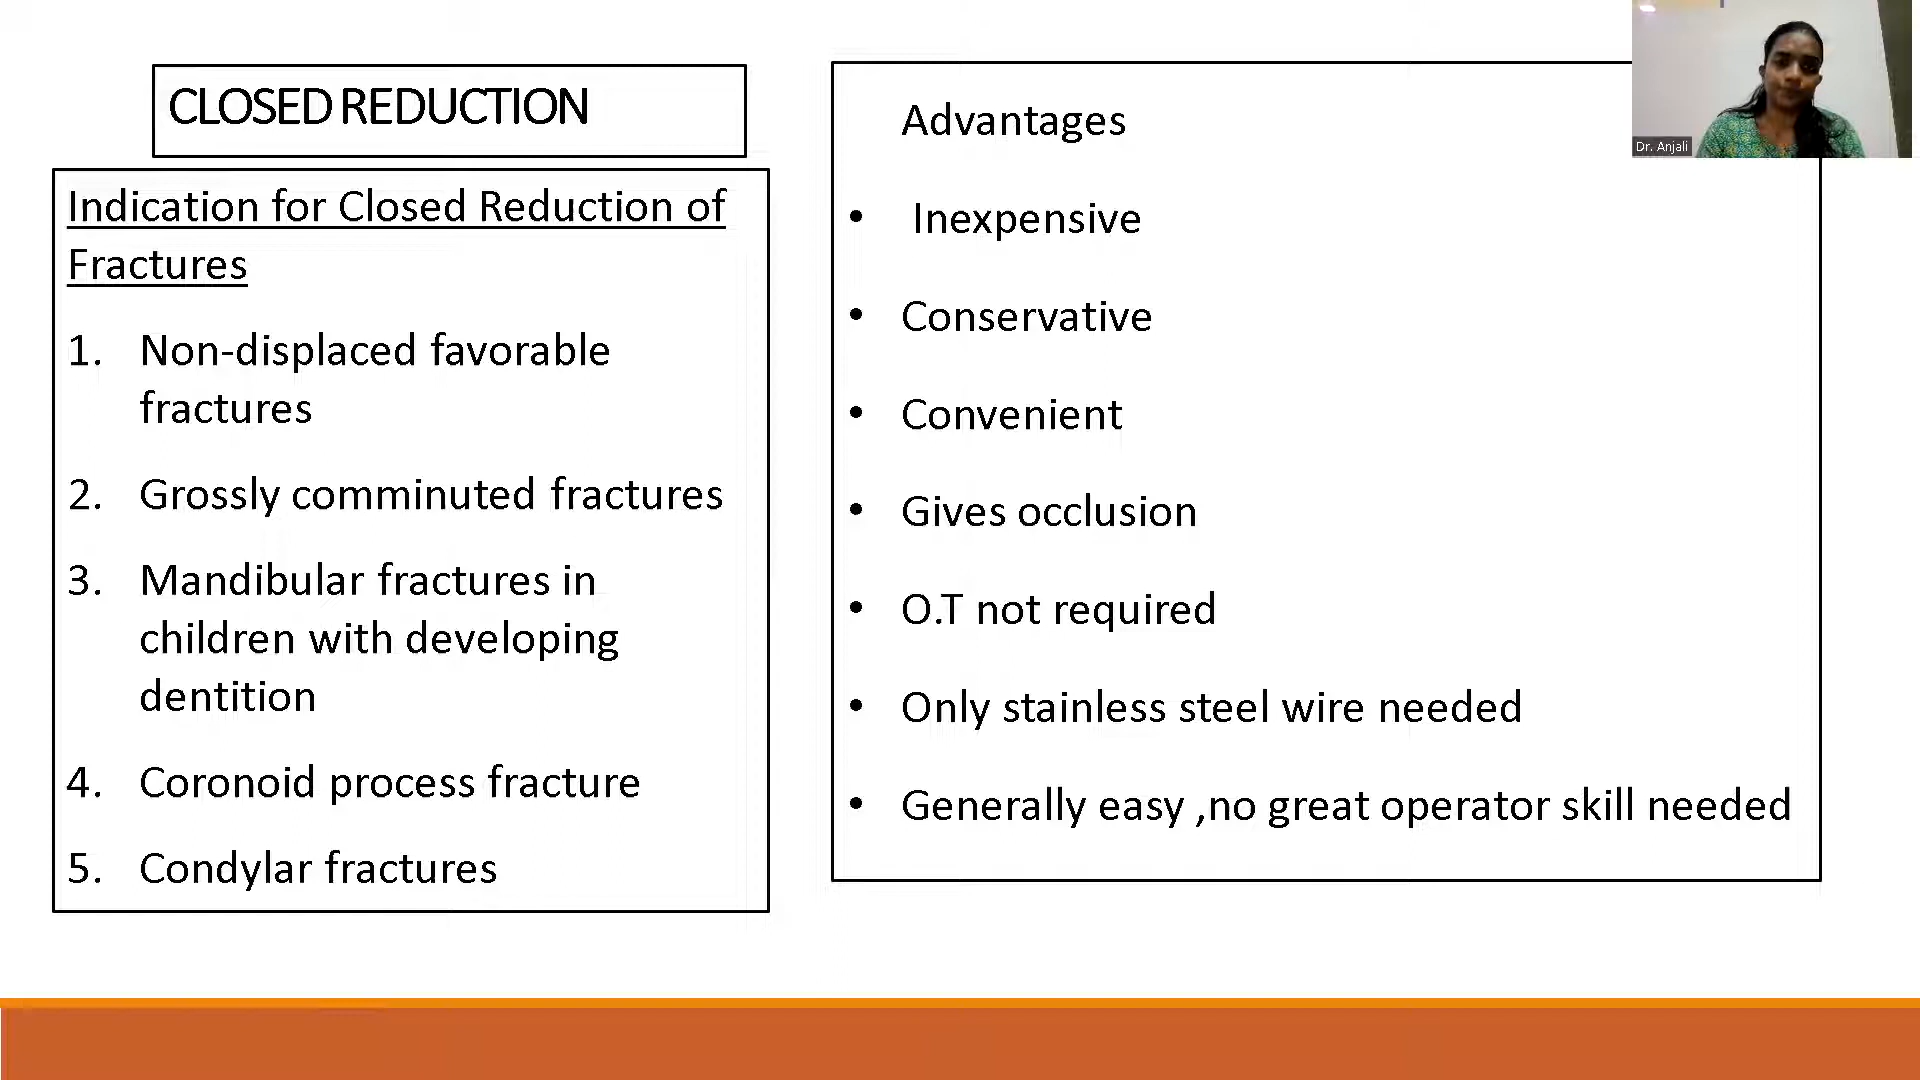 CLOSED REDUCTION
Indication for Closed Reduction of
Fractures
1. Non-displaced favorable
fractures
2. Grossly comminuted fractures
3. Mandibular fractures in
children with developing
dentition
4. Coronoid process fracture
5. Condylar fractures
Advantages
• Inexpensive
• Conservative
• Convenient
• Gives occlusion
• O.T not required
• Only stainless steel wire needed
• Generally easy ,no great operator skill needed
Dr. Anjali